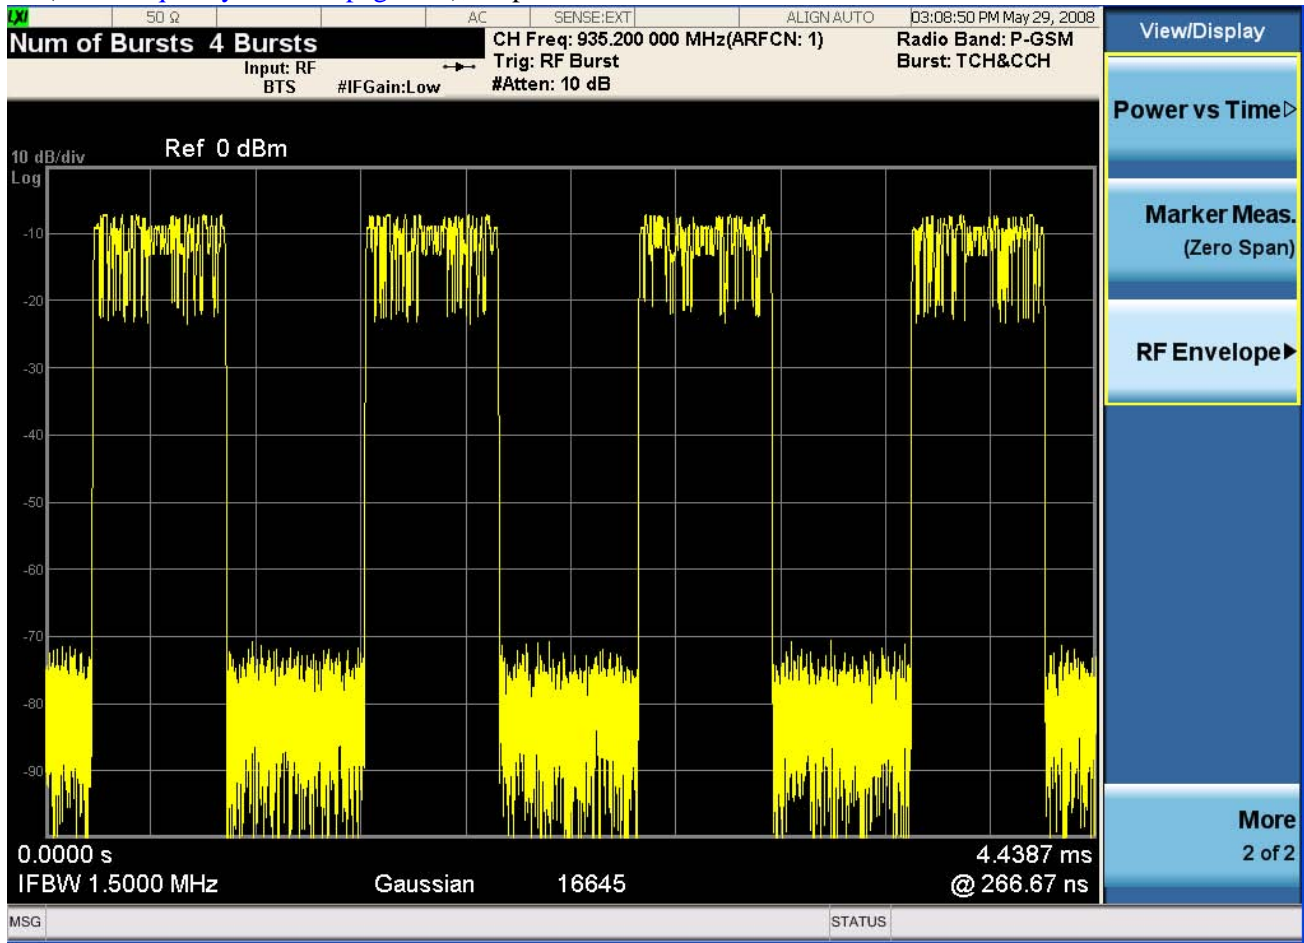 LXI 50 Ω AC SENSE:EXT ALIGN AUTO 03:08:50 PM May 29, 2008
Num of Bursts 4 Bursts
CH Freq: 935.200 000 MHz(ARFCN: 1)
Radio Band: P-GSM
Input: RF
Trig: RF Burst
Burst: TCH&CCH
BTS #IFGain:Low
#Atten: 10 dB
10 dB/div Ref 0 dBm
Log
-10
-20
-30
-40
-50
-60
-70
-80
-90
0.0000 s 4.4387 ms
IFBW 1.5000 MHz Gaussian 16645 @ 266.67 ns
MSG STATUS
View/Display
Power vs Time
Marker Meas.
(Zero Span)
RF Envelope
More
2 of 2